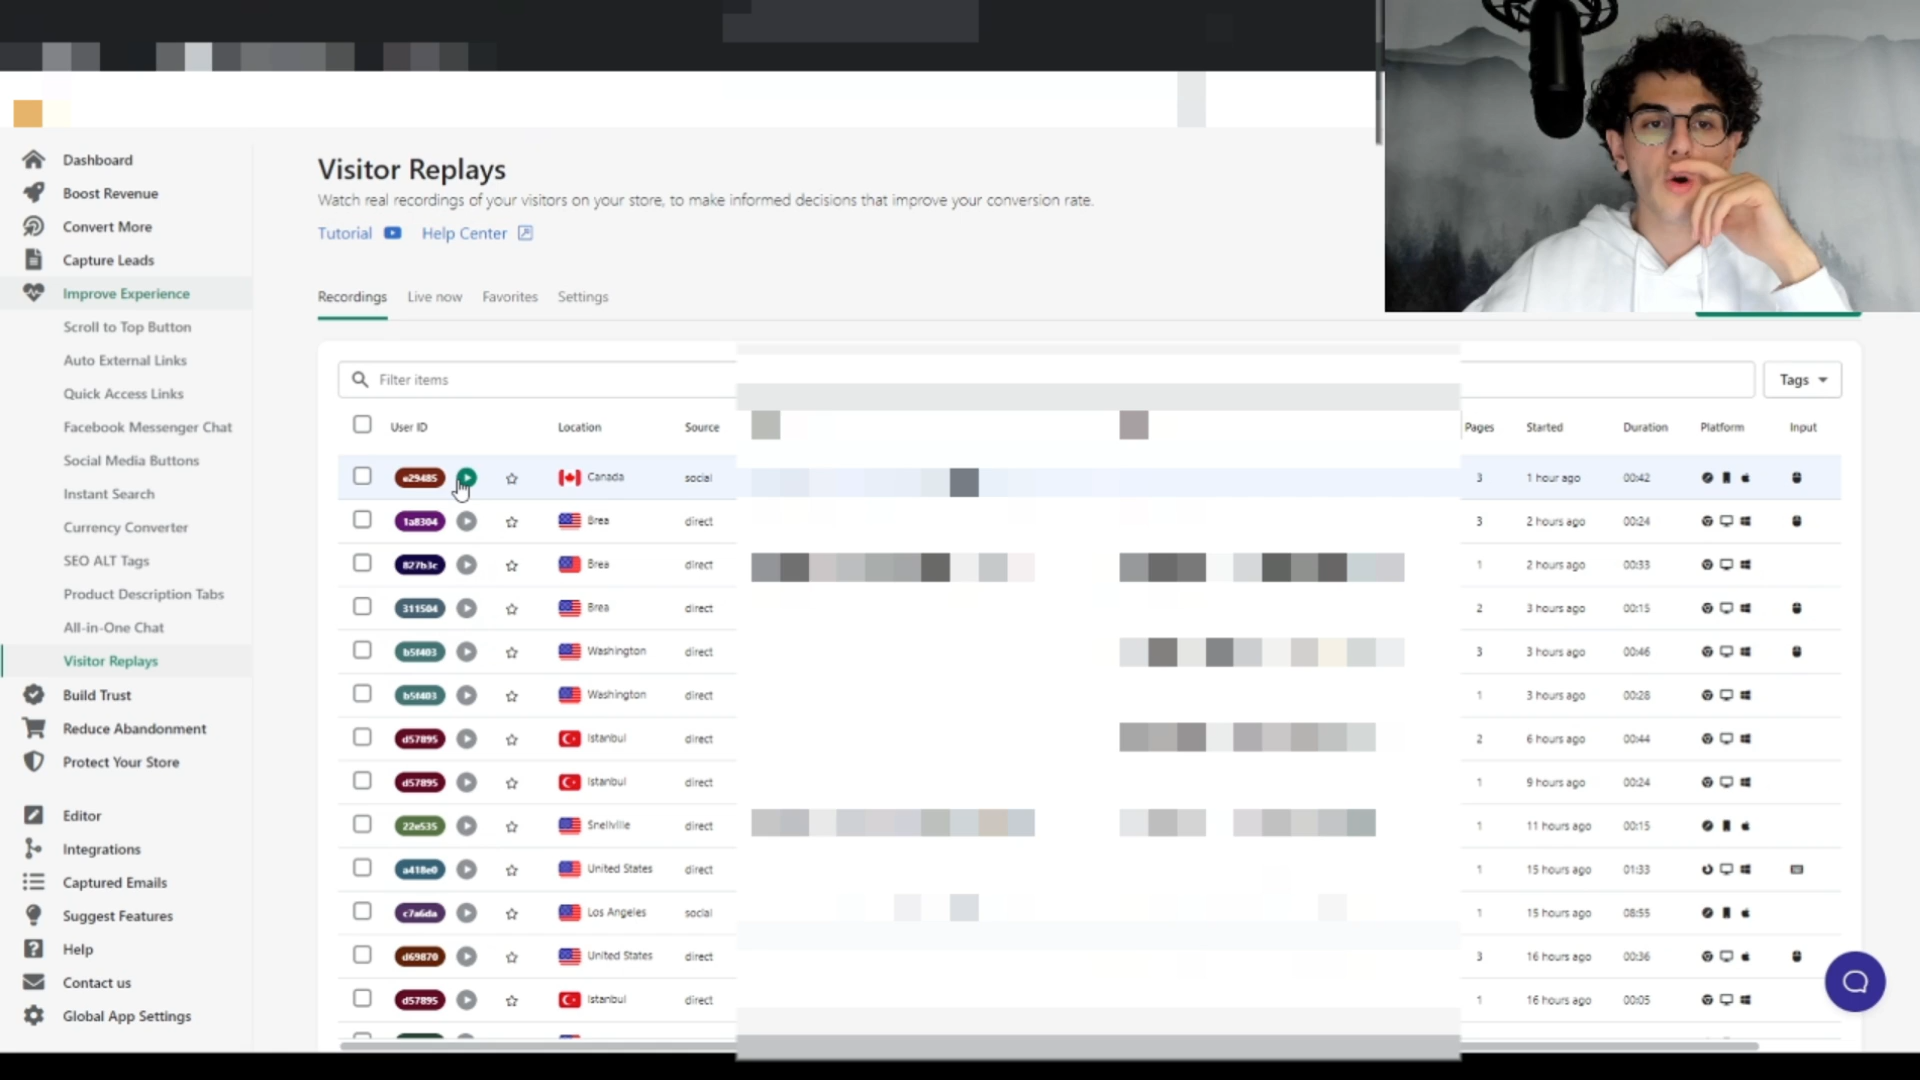 Dashboard
Boost Revenue
Convert More
Capture Leads
Improve Experience
Scroll to Top Button
Auto External Links
Quick Access Links
Facebook Messenger Chat
Social Media Buttons
Instant Search
Currency Converter
SEO ALT Tags
Product Description Tabs
All-in-One Chat
Visitor Replays
Build Trust
Reduce Abandonment
Protect Your Store
Editor
Integrations
Captured Emails
Suggest Features
Help
Contact us
Global App Settings
Visitor Replays
Watch real recordings of your visitors on your store, to make informed decisions that improve your conversion rate.
Tutorial Help Center
Recordings Live now Favorites Settings
Filter items Tags
User ID Location Source Pages Started Duration Platform Input
e29485 Canada social 3 1 hour ago 00:42
1a8304 Brea direct 3 2 hours ago 00:24
827b3c Brea direct 1 2 hours ago 00:33
311504 Brea direct 2 3 hours ago 00:15
b5f403 Washington direct 3 3 hours ago 00:46
b5f403 Washington direct 1 3 hours ago 00:28
d57895 Istanbul direct 2 6 hours ago 00:44
d57895 Istanbul direct 1 9 hours ago 00:24
22e535 Snellville direct 1 11 hours ago 00:15
a418e0 United States direct 1 15 hours ago 01:33
c7a6da Los Angeles social 1 15 hours ago 08:55
d69870 United States direct 3 16 hours ago 00:36
d57895 Istanbul direct 1 16 hours ago 00:05